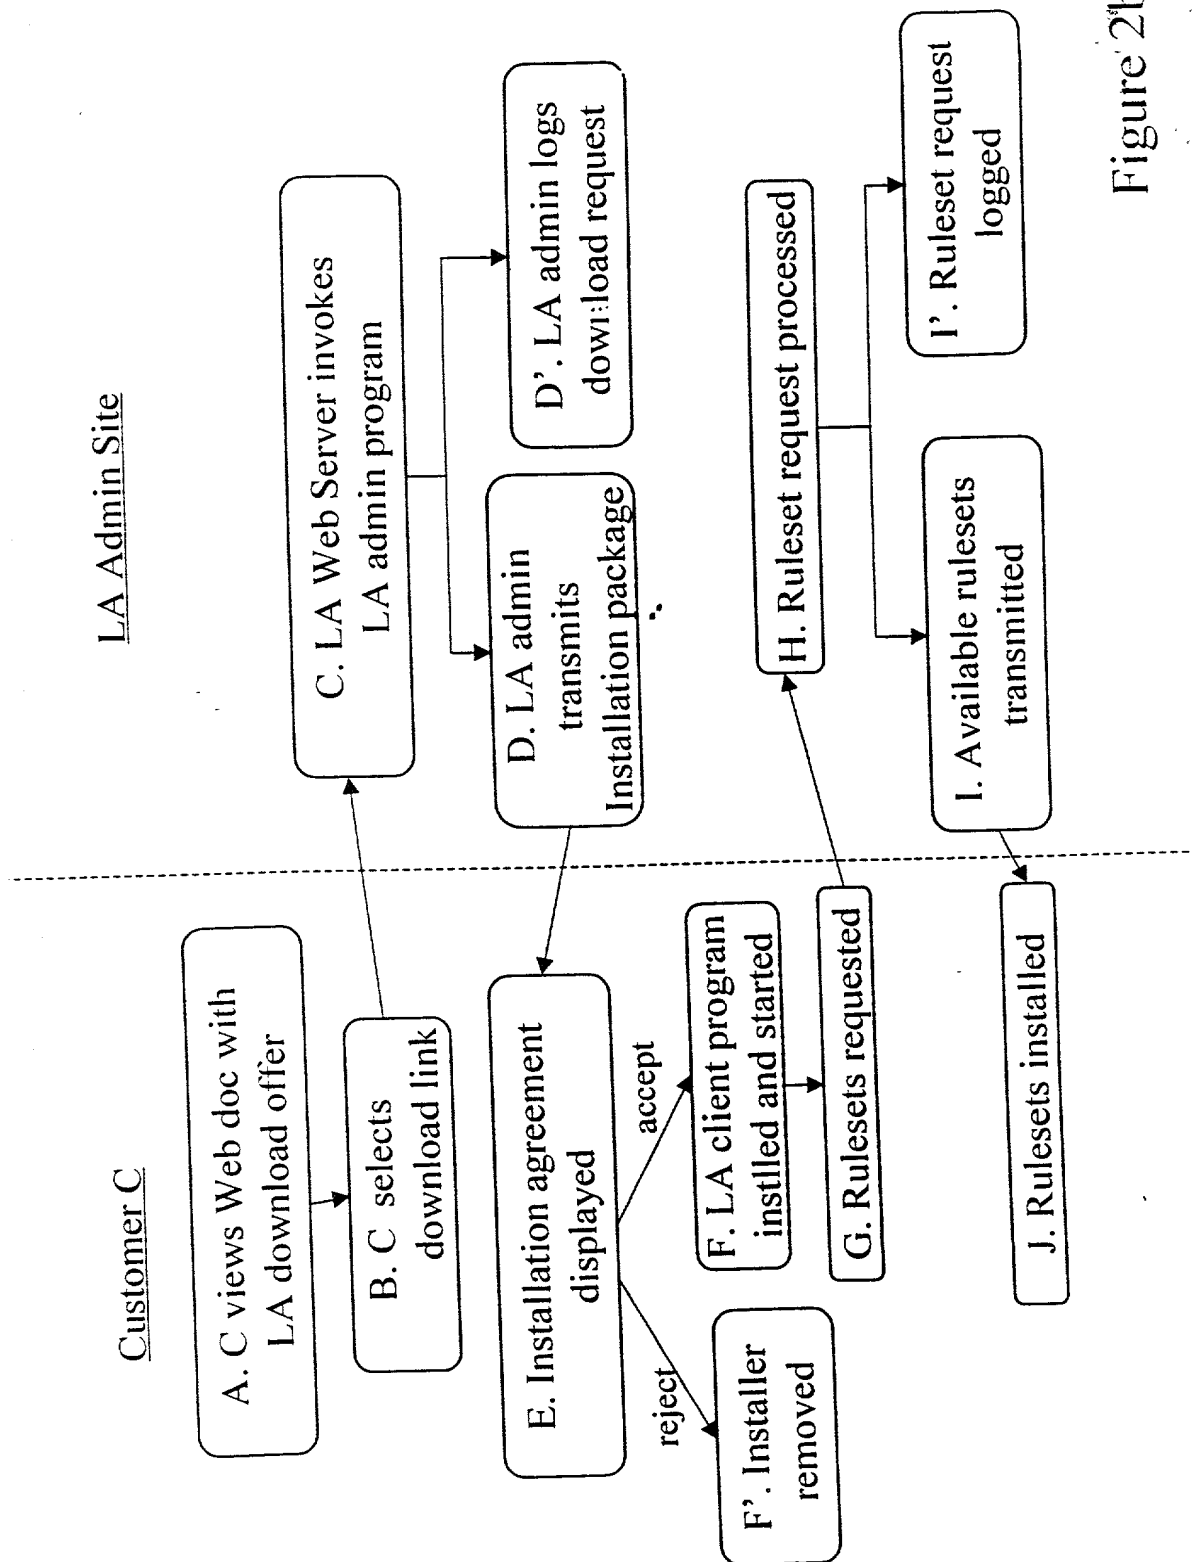 Customer C
LA Admin Site
A. C views Web doc with
LA download offer
B. C selects
download link
C. LA Web Server invokes
LA admin program
D. LA admin
transmits
Installation package
D'. LA admin logs
download request
E. Installation agreement
displayed
reject
accept
F'. Installer
removed
F. LA client program
instlled and started
G. Rulesets requested
H. Ruleset request processed
I. Available rulesets
transmitted
I'. Ruleset request
logged
J. Rulesets installed
Figure 2b